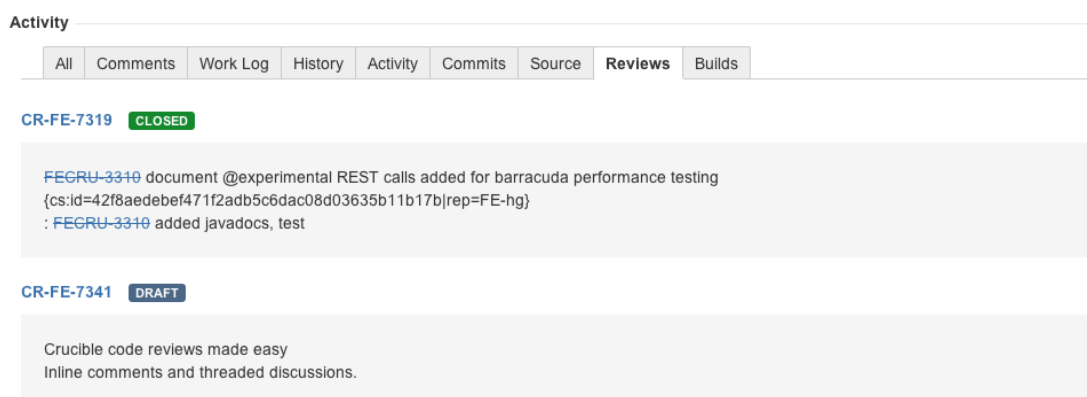 Activity
All Comments Work Log History Activity Commits Source Reviews Builds
CR-FE-7319 CLOSED
FECRU-3310 document @experimental REST calls added for barracuda performance testing
{cs:id=42f8aedebef471f2adb5c6dac08d03635b11b17b|rep=FE-hg}
: FECRU-3310 added javadocs, test
CR-FE-7341 DRAFT
Crucible code reviews made easy
Inline comments and threaded discussions.